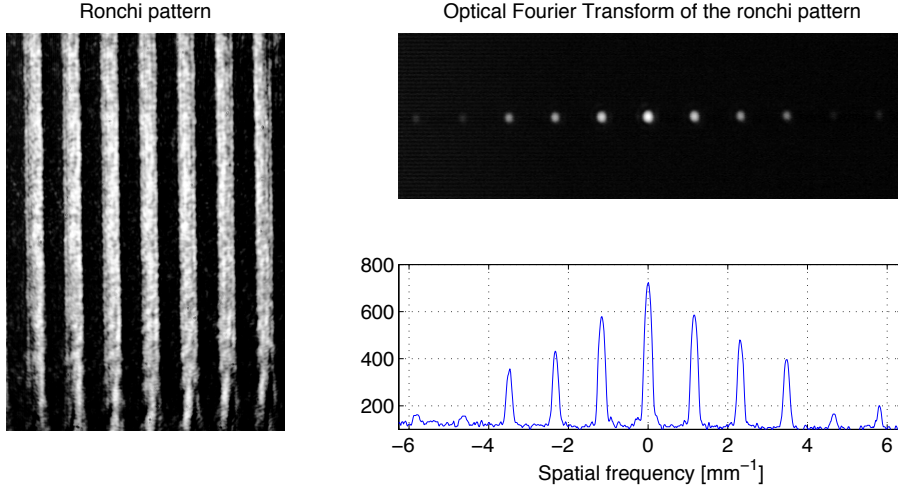 Ronchi pattern
Optical Fourier Transform of the ronchi pattern
800
600
400
200
−6 −4 −2 0 2 4 6
Spatial frequency [mm⁻¹]